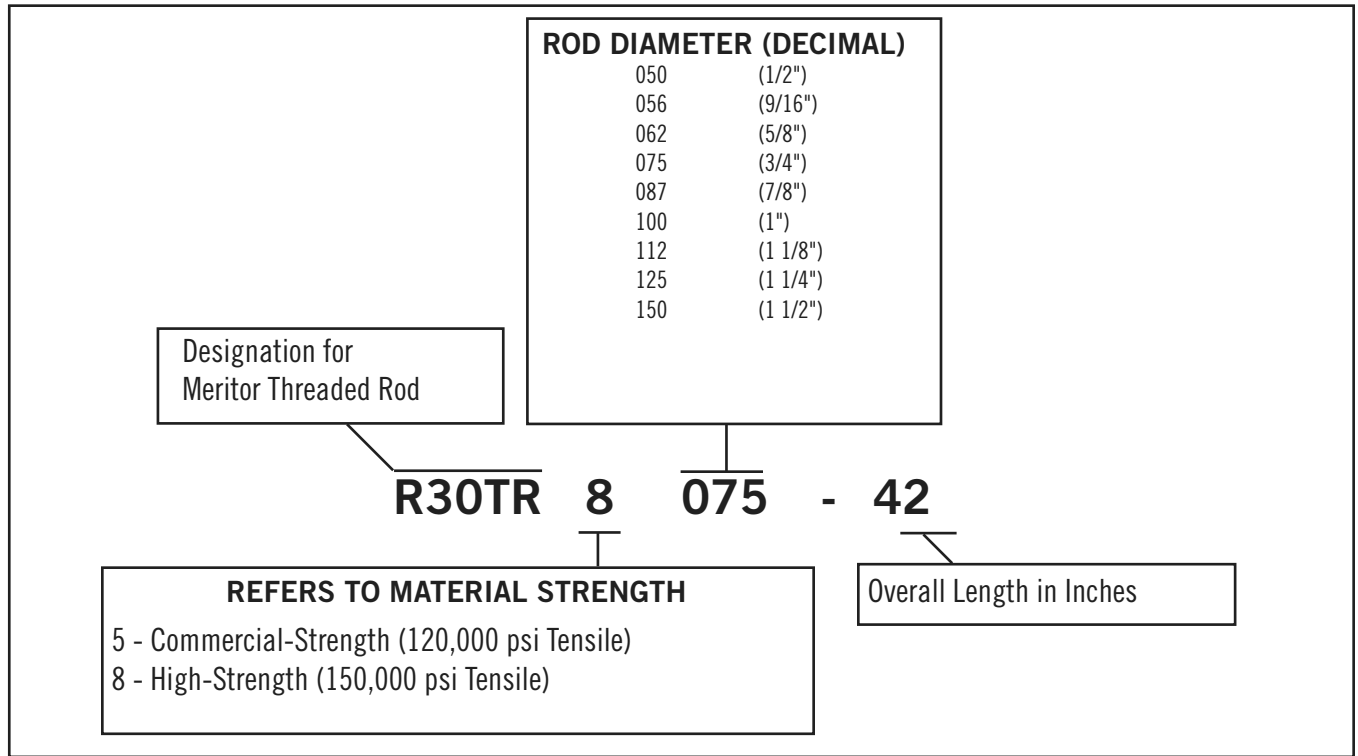 ROD DIAMETER (DECIMAL)
050 (1/2")
056 (9/16")
062 (5/8")
075 (3/4")
087 (7/8")
100 (1")
112 (1 1/8")
125 (1 1/4")
150 (1 1/2")
Designation for
Meritor Threaded Rod
R30TR 8 075 - 42
REFERS TO MATERIAL STRENGTH
5 - Commercial-Strength (120,000 psi Tensile)
8 - High-Strength (150,000 psi Tensile)
Overall Length in Inches